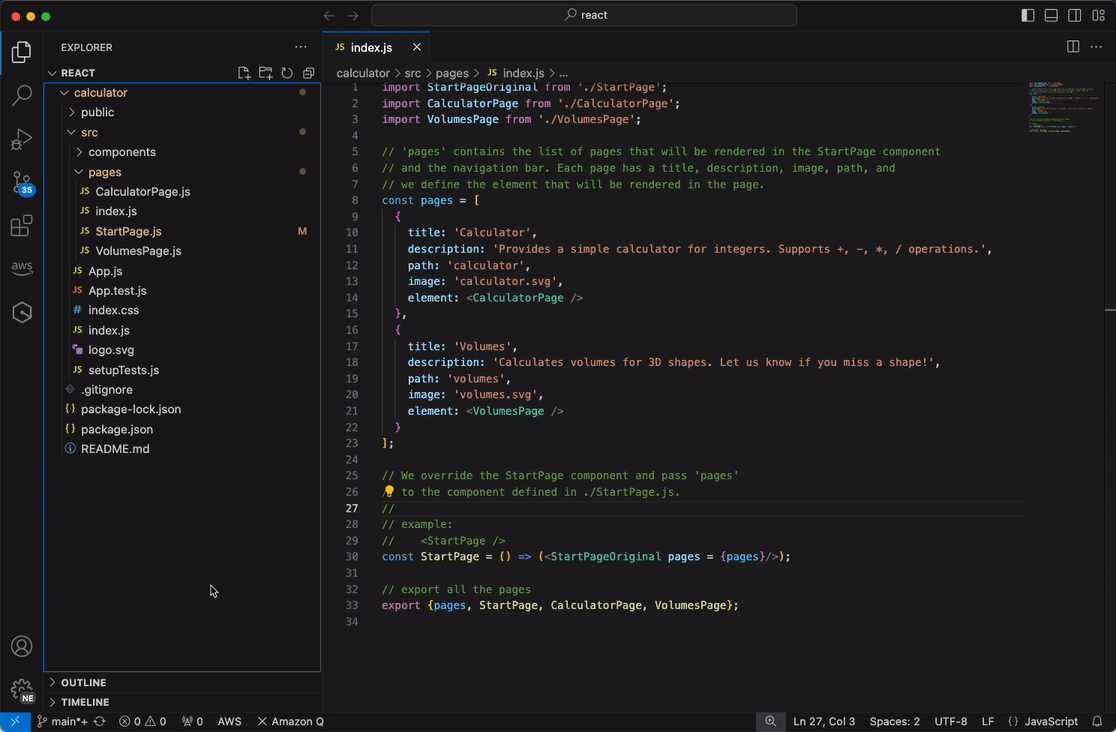 react
EXPLORER
REACT
calculator
public
src
components
pages
JS CalculatorPage.js
JS index.js
JS StartPage.js M
JS VolumesPage.js
JS App.js
JS App.test.js
# index.css
JS index.js
logo.svg
JS setupTests.js
.gitignore
{} package-lock.json
{} package.json
README.md
OUTLINE
TIMELINE
35
aws
NE
JS index.js
calculator > src > pages > JS index.js > ...
1 import StartPageOriginal from './StartPage';
2 import CalculatorPage from './CalculatorPage';
3 import VolumesPage from './VolumesPage';
4
5 // 'pages' contains the list of pages that will be rendered in the StartPage component
6 // and the navigation bar. Each page has a title, description, image, path, and
7 // we define the element that will be rendered in the page.
8 const pages = [
9 {
10 title: 'Calculator',
11 description: 'Provides a simple calculator for integers. Supports +, -, *, / operations.',
12 path: 'calculator',
13 image: 'calculator.svg',
14 element: <CalculatorPage />
15 },
16 {
17 title: 'Volumes',
18 description: 'Calculates volumes for 3D shapes. Let us know if you miss a shape!',
19 path: 'volumes',
20 image: 'volumes.svg',
21 element: <VolumesPage />
22 }
23 ];
24
25 // We override the StartPage component and pass 'pages'
26 to the component defined in ./StartPage.js.
27 //
28 // example:
29 // <StartPage />
30 const StartPage = () => (<StartPageOriginal pages = {pages}/>);
31
32 // export all the pages
33 export {pages, StartPage, CalculatorPage, VolumesPage};
34
main*+ 0 0 0 AWS Amazon Q Ln 27, Col 3 Spaces: 2 UTF-8 LF {} JavaScript